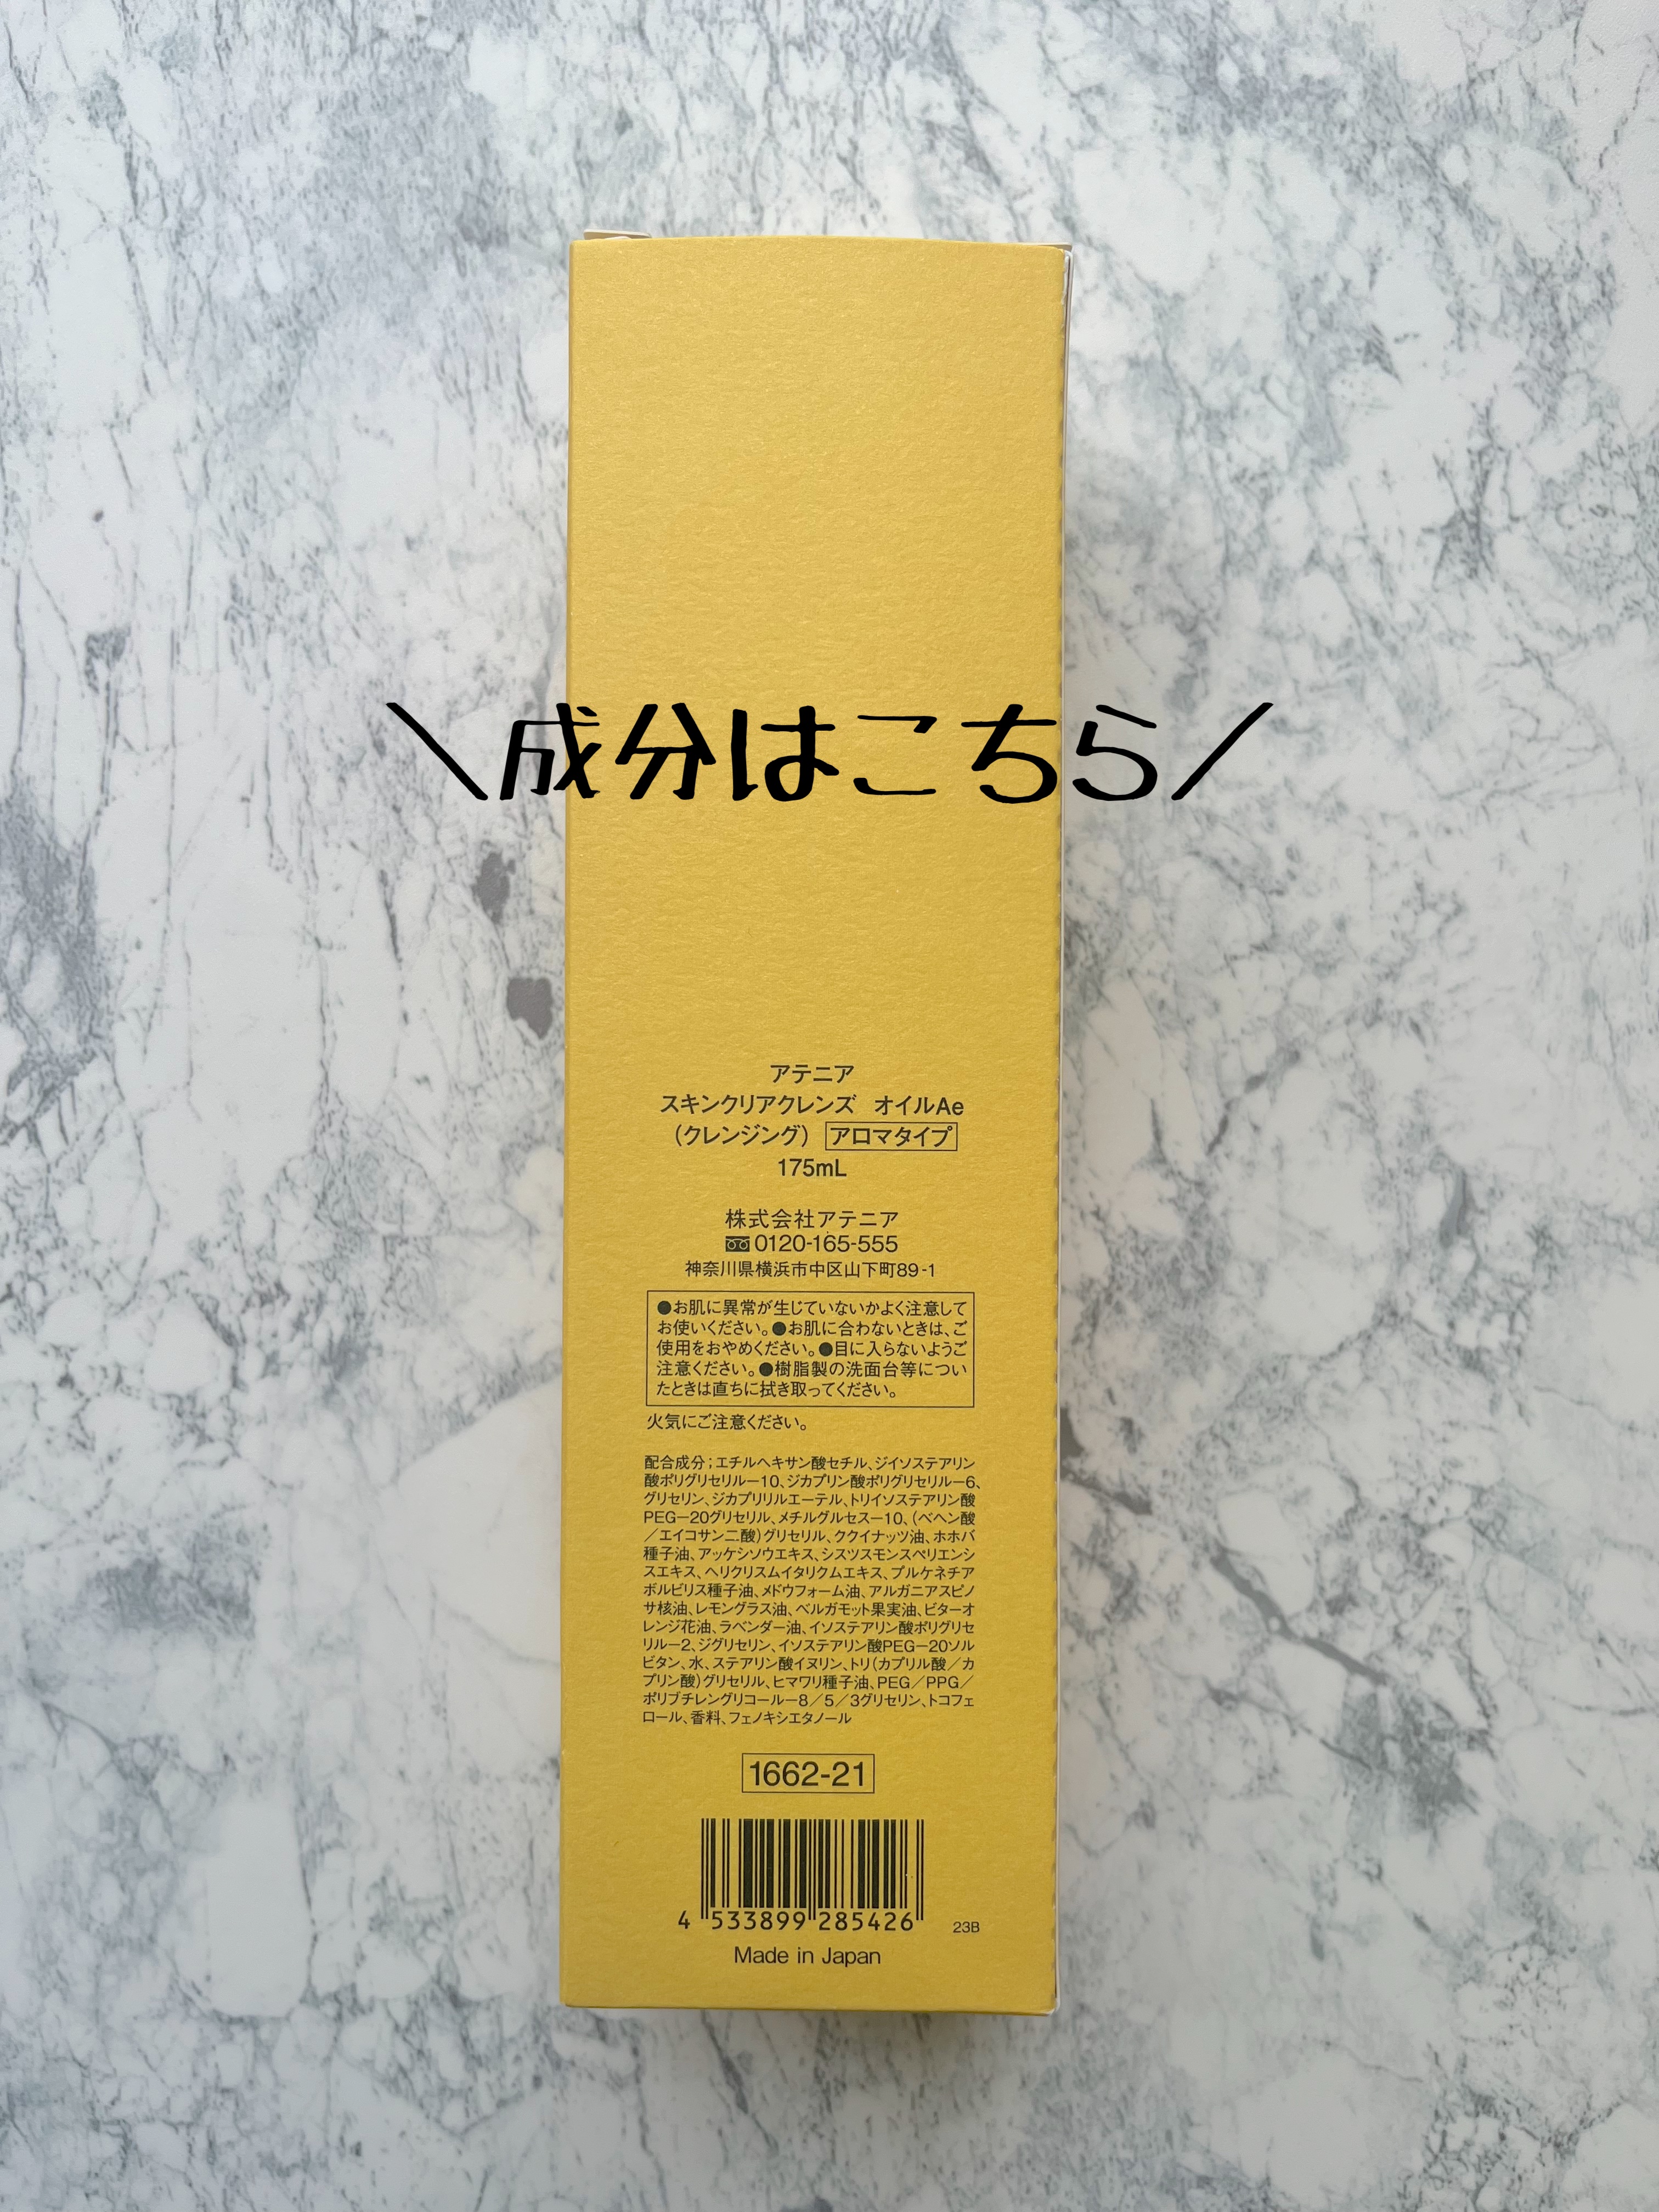 ＼成分はこちら／
アテニア
スキンクリアクレンズ オイルAe
（クレンジング） アロマタイプ
175mL
株式会社アテニア
0120-165-555
神奈川県横浜市中区山下町89-1
●お肌に異常が生じていないかよく注意して
お使いください。●お肌に合わないときは、ご
使用をおやめください。●目に入らないようご
注意ください。●樹脂製の洗面台等につい
たときは直ちに拭き取ってください。
火気にご注意ください。
配合成分；エチルヘキサン酸セチル、ジイソステアリン
酸ポリグリセリルー10、ジカプリン酸ポリグリセリルー6、
グリセリン、ジカプリリルエーテル、トリイソステアリン酸
PEGー20グリセリル、メチルグルセスー10、（ベヘン酸
／エイコサン二酸）グリセリル、ククイナッツ油、ホホバ
種子油、アッケシソウエキス、シスツスモンスペリエンシ
スエキス、ヘリクリスムイタリクムエキス、プルケネチア
ボルビリス種子油、メドウフォーム油、アルガニアスピノ
サ核油、レモングラス油、ベルガモット果実油、ビターオ
レンジ花油、ラベンダー油、イソステアリン酸ポリグリセ
リルー2、ジグリセリン、イソステアリン酸PEGー20ソル
ビタン、水、ステアリン酸イヌリン、トリ（カプリル酸／カ
プリン酸）グリセリル、ヒマワリ種子油、PEG／PPG／
ポリブチレングリコールー8／5／3グリセリン、トコフェ
ロール、香料、フェノキシエタノール
1662-21
4 533899 285426
23B
Made in Japan